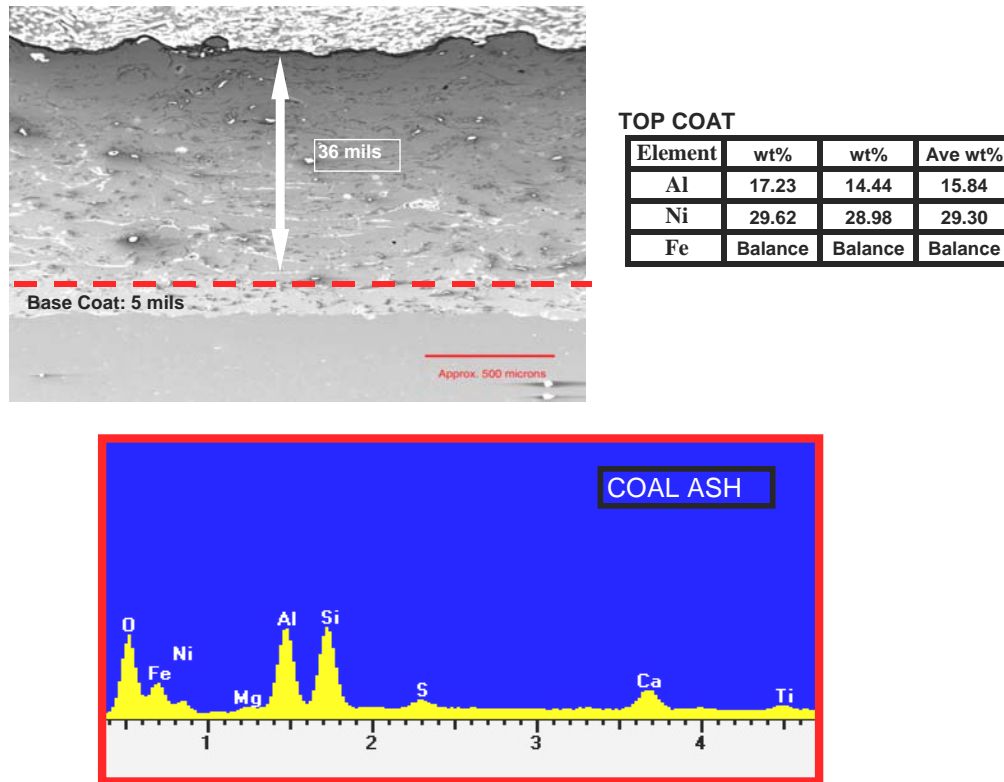 36 mils
Base Coat: 5 mils
Approx. 500 microns
TOP COAT
Element wt% wt% Ave wt%
Al 17.23 14.44 15.84
Ni 29.62 28.98 29.30
Fe Balance Balance Balance
COAL ASH
O Fe Ni Mg Al Si S Ca Ti
1 2 3 4